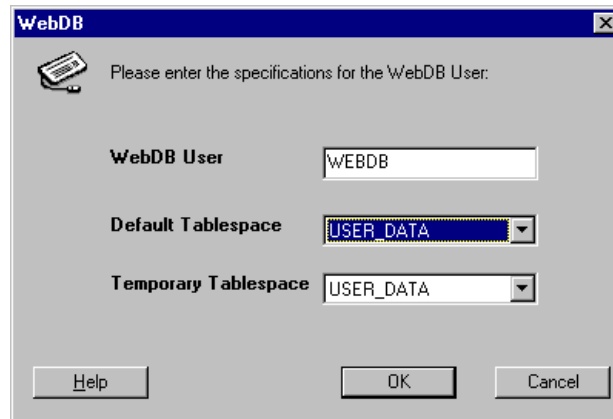 WebDB
Please enter the specifications for the WebDB User:
WebDB User WEBDB
Default Tablespace USER_DATA
Temporary Tablespace USER_DATA
Help OK Cancel